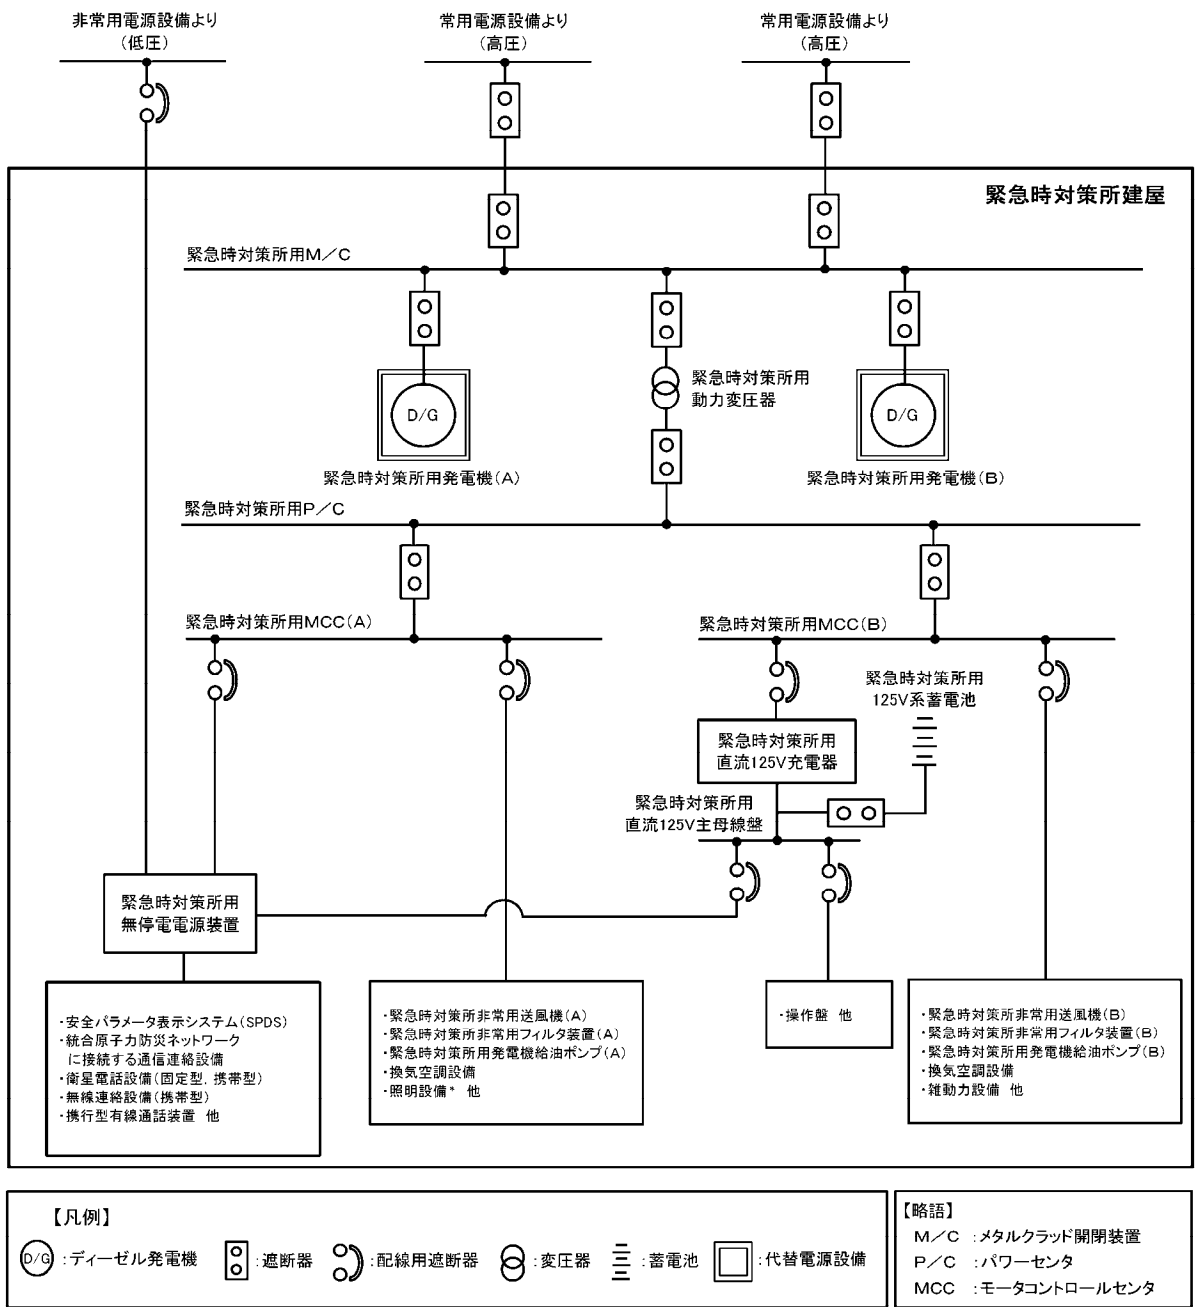 非常用電源設備より
(低圧)
常用電源設備より
(高圧)
常用電源設備より
(高圧)
緊急時対策所建屋
緊急時対策所用M/C
緊急時対策所用
動力変圧器
D/G
D/G
緊急時対策所用発電機(A)
緊急時対策所用発電機(B)
緊急時対策所用P/C
緊急時対策所用MCC(A)
緊急時対策所用MCC(B)
緊急時対策所用
125V系蓄電池
緊急時対策所用
直流125V充電器
緊急時対策所用
直流125V主母線盤
緊急時対策所用
無停電電源装置
・安全パラメータ表示システム(SPDS)
・統合原子力防災ネットワーク
に接続する通信連絡設備
・衛星電話設備(固定型,携帯型)
・無線連絡設備(携帯型)
・携行型有線通話装置 他
・緊急時対策所非常用送風機(A)
・緊急時対策所非常用フィルタ装置(A)
・緊急時対策所用発電機給油ポンプ(A)
・換気空調設備
・照明設備* 他
・操作盤 他
・緊急時対策所非常用送風機(B)
・緊急時対策所非常用フィルタ装置(B)
・緊急時対策所用発電機給油ポンプ(B)
・換気空調設備
・雑動力設備 他
【凡例】
D/G :ディーゼル発電機 :遮断器 :配線用遮断器 :変圧器 :蓄電池 :代替電源設備
【略語】
M/C :メタルクラッド開閉装置
P/C :パワーセンタ
MCC :モータコントロールセンタ